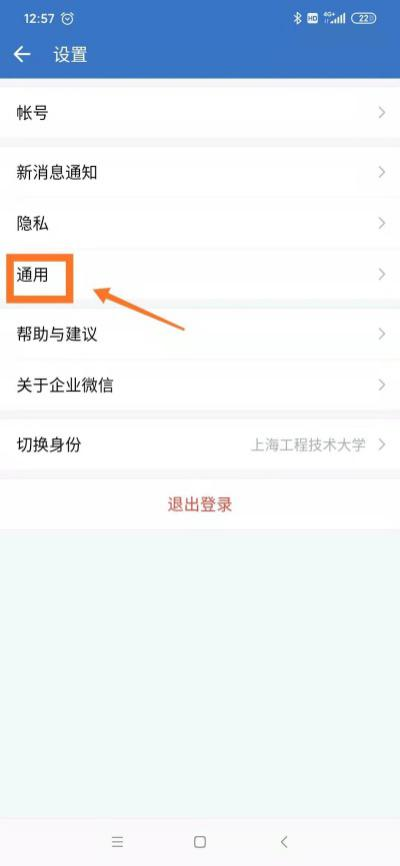 12:57 HD 4G+ 22
设置
帐号
新消息通知
隐私
通用
帮助与建议
关于企业微信
切换身份 上海工程技术大学
退出登录